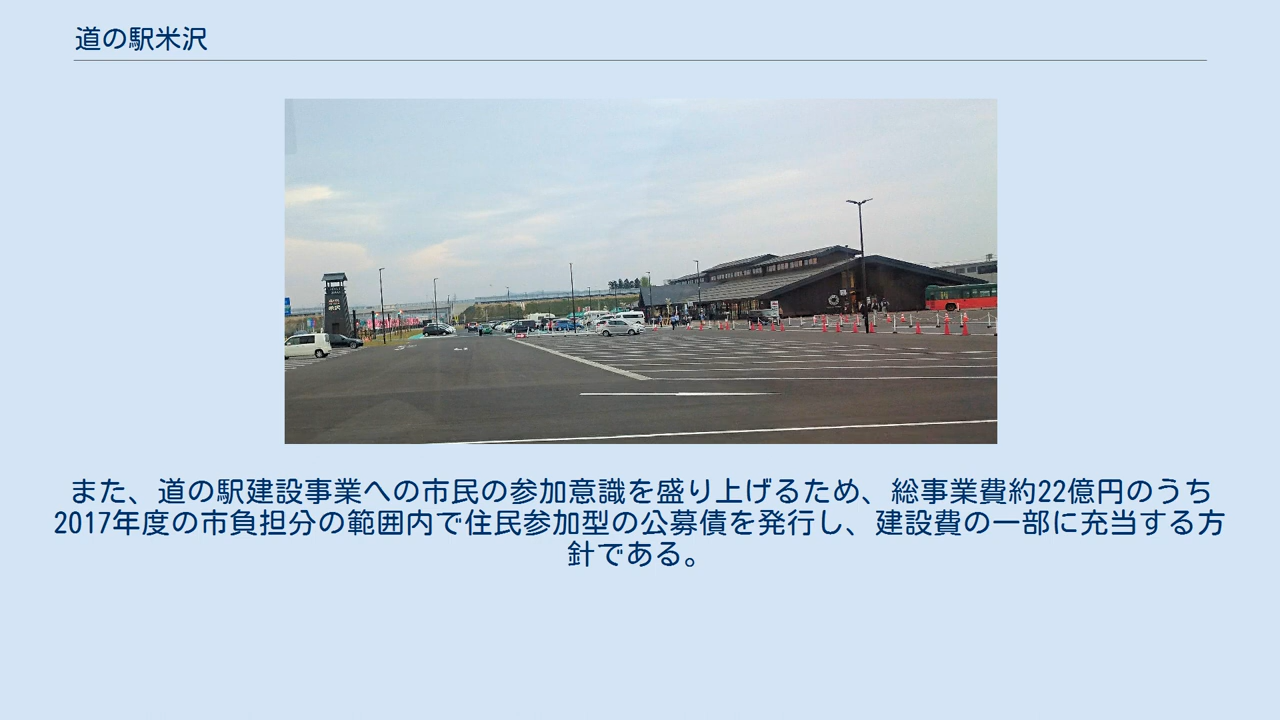 道の駅米沢
米沢
また、道の駅建設事業への市民の参加意識を盛り上げるため、総事業費約22億円のうち
2017年度の市負担分の範囲内で住民参加型の公募債を発行し、建設費の一部に充当する方
針である。